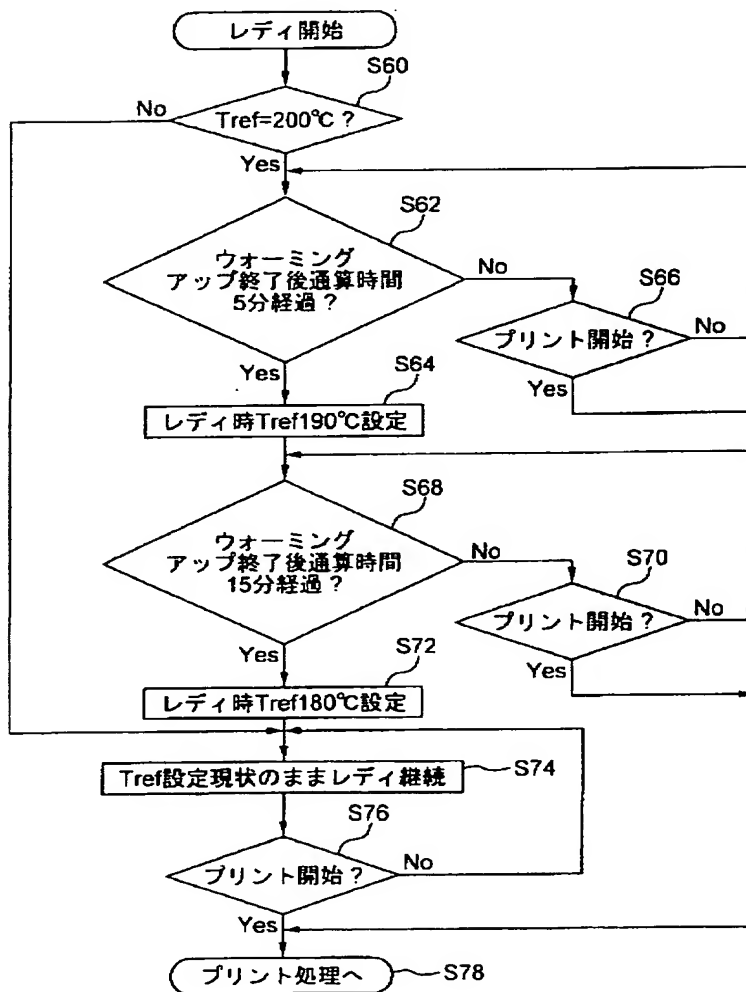 レディ開始
S60
No
Tref=200℃?
Yes
S62
ウォーミング
アップ終了後通算時間
5分経過?
No
S66
プリント開始?
No
Yes
Yes
S64
レディ時Tref190℃設定
S68
ウォーミング
アップ終了後通算時間
15分経過?
No
S70
プリント開始?
No
Yes
Yes
S72
レディ時Tref180℃設定
Tref設定現状のままレディ継続
S74
S76
プリント開始?
No
Yes
プリント処理へ
S78